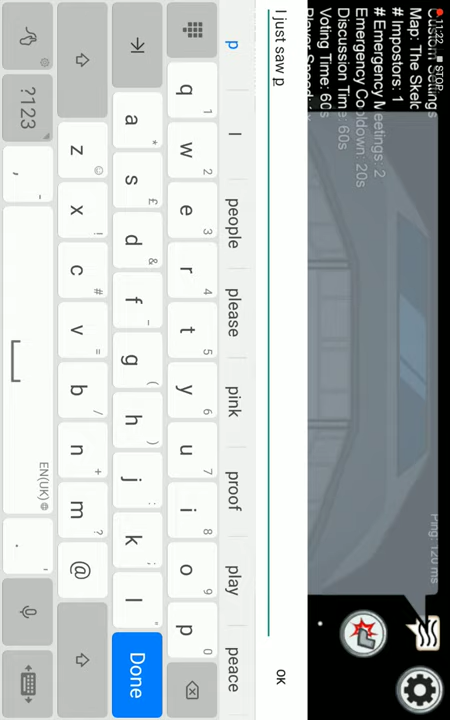 11:22 STOP
Custom Settings
Map: The Skeld
# Impostors: 1
# Emergency Meetings: 2
Emergency Cooldown: 20s
Discussion Time: 60s
Voting Time: 60s
Ping: 120 ms
I just saw p
OK
p I people please pink proof play peace
q 1 w 2 e 3 r 4 t 5 y 6 u 7 i 8 o 9 p 0
a * s £ d & f _ g ( h ) j : k ; l "
Done
z x ! c # v = b / n + m ? @
?123 , EN(UK) .